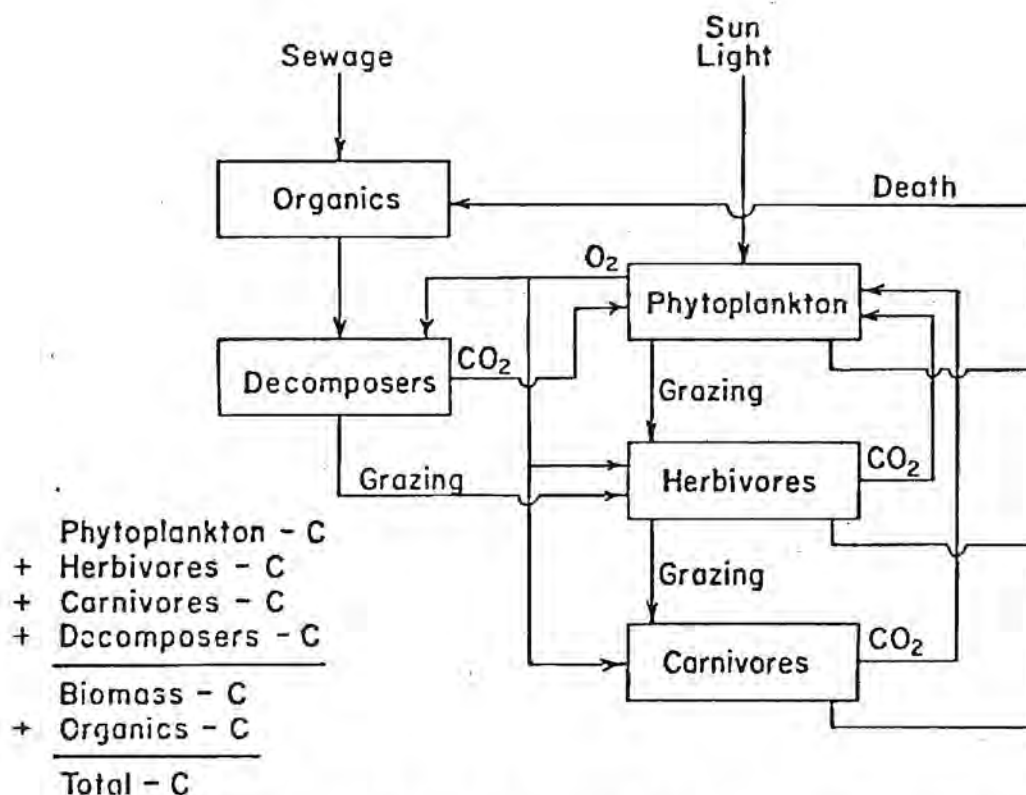 Sewage
Sun
Light
Organics
Death
O₂
Phytoplankton
Decomposers
CO₂
Grazing
Grazing
Herbivores
CO₂
Grazing
Carnivores
CO₂
Phytoplankton - C
+ Herbivores - C
+ Carnivores - C
+ Decomposers - C
Biomass - C
+ Organics - C
Total - C